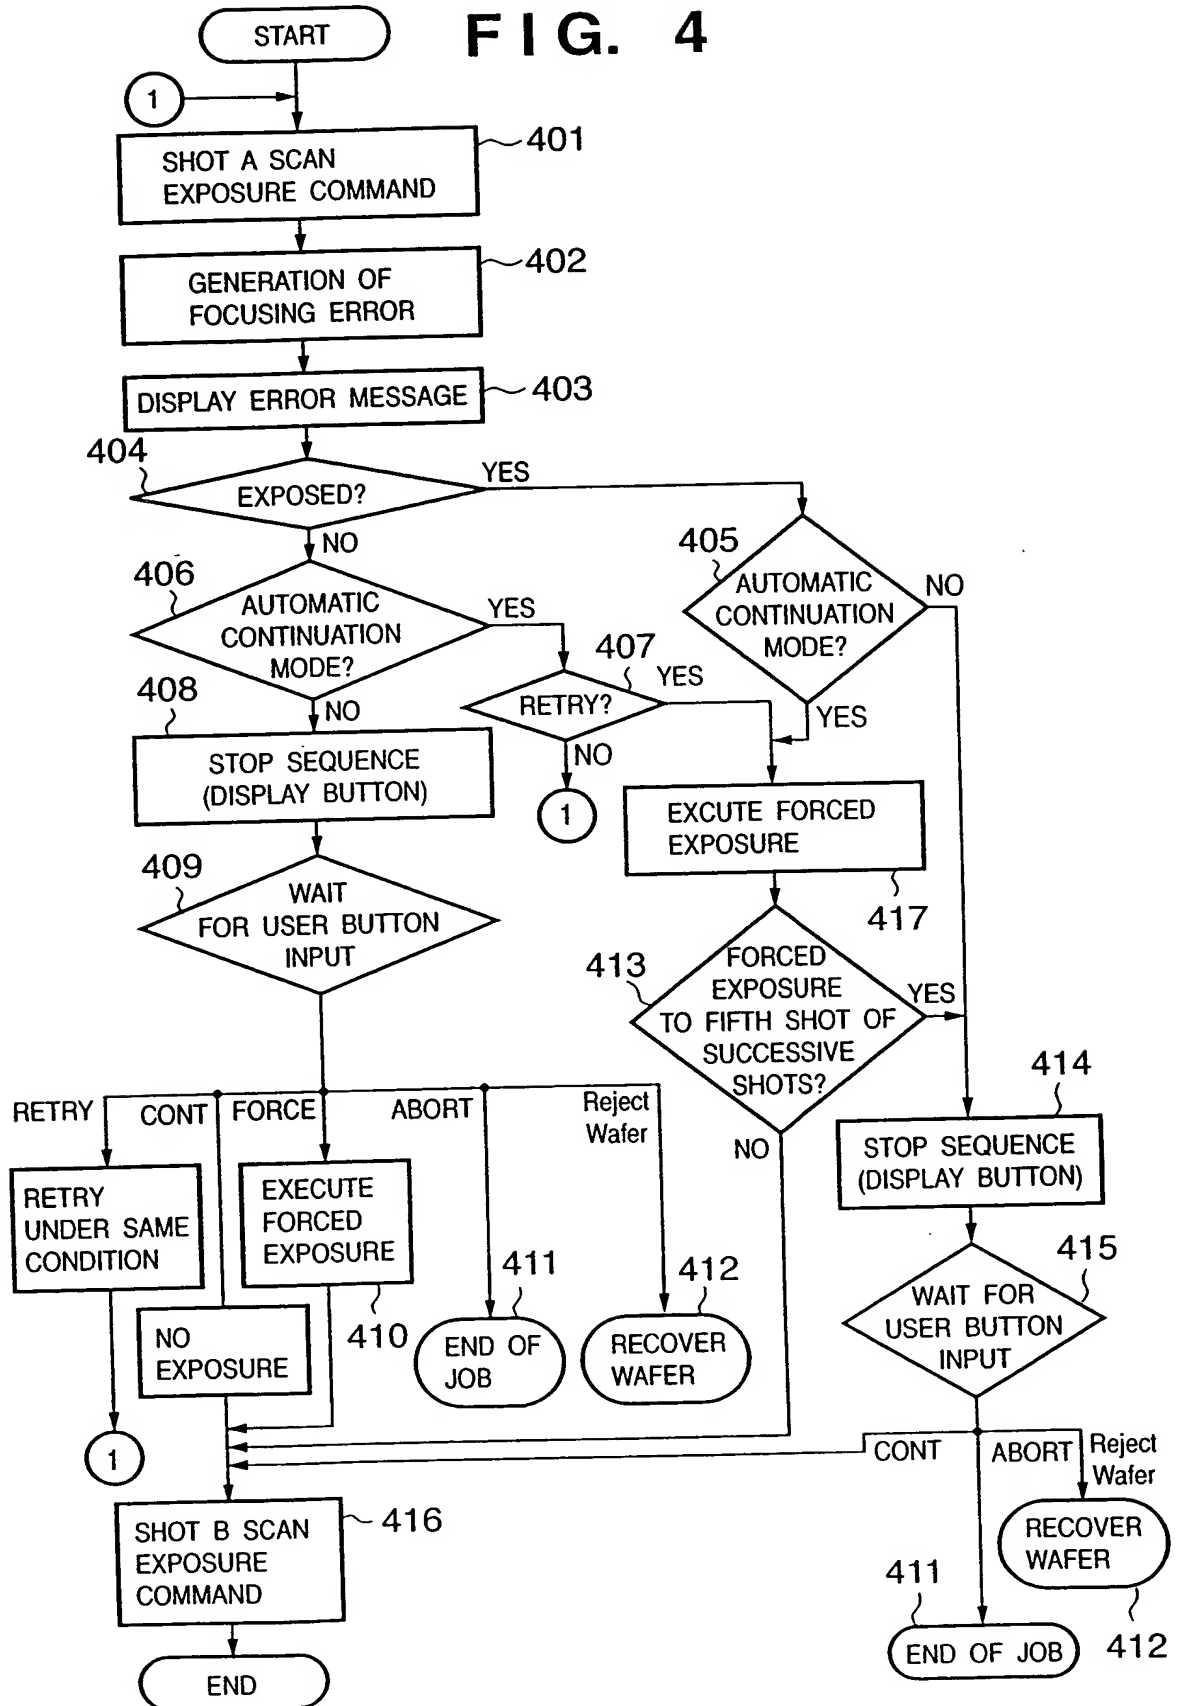 FIG. 4
START
1
SHOT A SCAN
EXPOSURE COMMAND
401
GENERATION OF
FOCUSING ERROR
402
DISPLAY ERROR MESSAGE
403
404
EXPOSED?
YES
NO
405
AUTOMATIC
CONTINUATION
MODE?
NO
YES
406
AUTOMATIC
CONTINUATION
MODE?
YES
NO
407
RETRY?
YES
NO
1
408
STOP SEQUENCE
(DISPLAY BUTTON)
EXCUTE FORCED
EXPOSURE
417
409
WAIT
FOR USER BUTTON
INPUT
413
FORCED
EXPOSURE
TO FIFTH SHOT OF
SUCCESSIVE
SHOTS?
YES
NO
RETRY
CONT
FORCE
ABORT
Reject
Wafer
RETRY
UNDER SAME
CONDITION
EXECUTE
FORCED
EXPOSURE
410
NO
EXPOSURE
411
END OF
JOB
412
RECOVER
WAFER
414
STOP SEQUENCE
(DISPLAY BUTTON)
415
WAIT FOR
USER BUTTON
INPUT
1
CONT
ABORT
Reject
Wafer
SHOT B SCAN
EXPOSURE
COMMAND
416
RECOVER
WAFER
412
411
END OF JOB
END